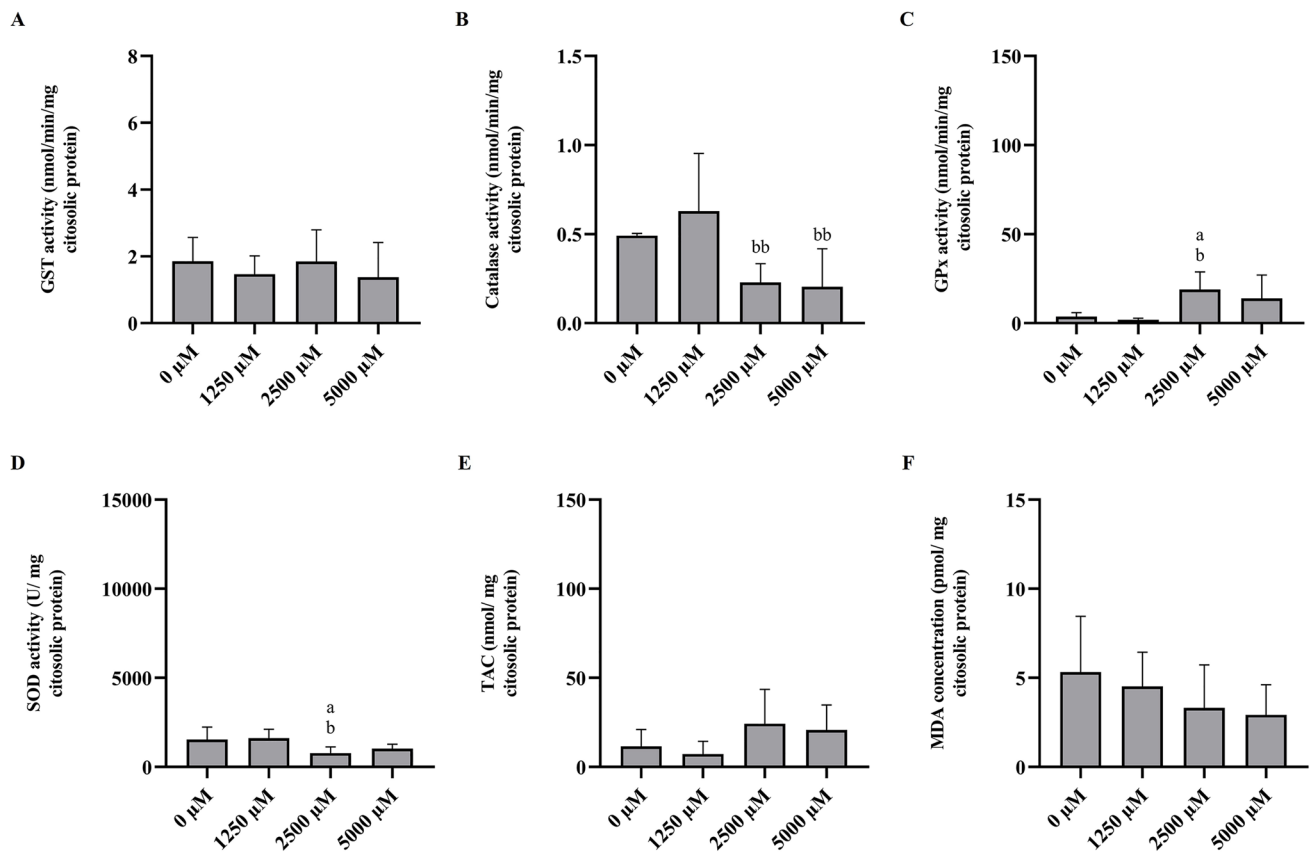 A
GST activity (nmol/min/mg
citosolic protein)
8
6
4
2
0
0 μM
1250 μM
2500 μM
5000 μM
B
Catalase activity (nmol/min/mg
citosolic protein)
1.5
1.0
0.5
0.0
bb
bb
0 μM
1250 μM
2500 μM
5000 μM
C
GPx activity (nmol/min/mg
citosolic protein)
150
100
50
0
a
b
0 μM
1250 μM
2500 μM
5000 μM
D
SOD activity (U/ mg
citosolic protein)
15000
10000
5000
0
a
b
0 μM
1250 μM
2500 μM
5000 μM
E
TAC (nmol/ mg
citosolic protein)
150
100
50
0
0 μM
1250 μM
2500 μM
5000 μM
F
MDA concentration (pmol/ mg
citosolic protein)
15
10
5
0
0 μM
1250 μM
2500 μM
5000 μM